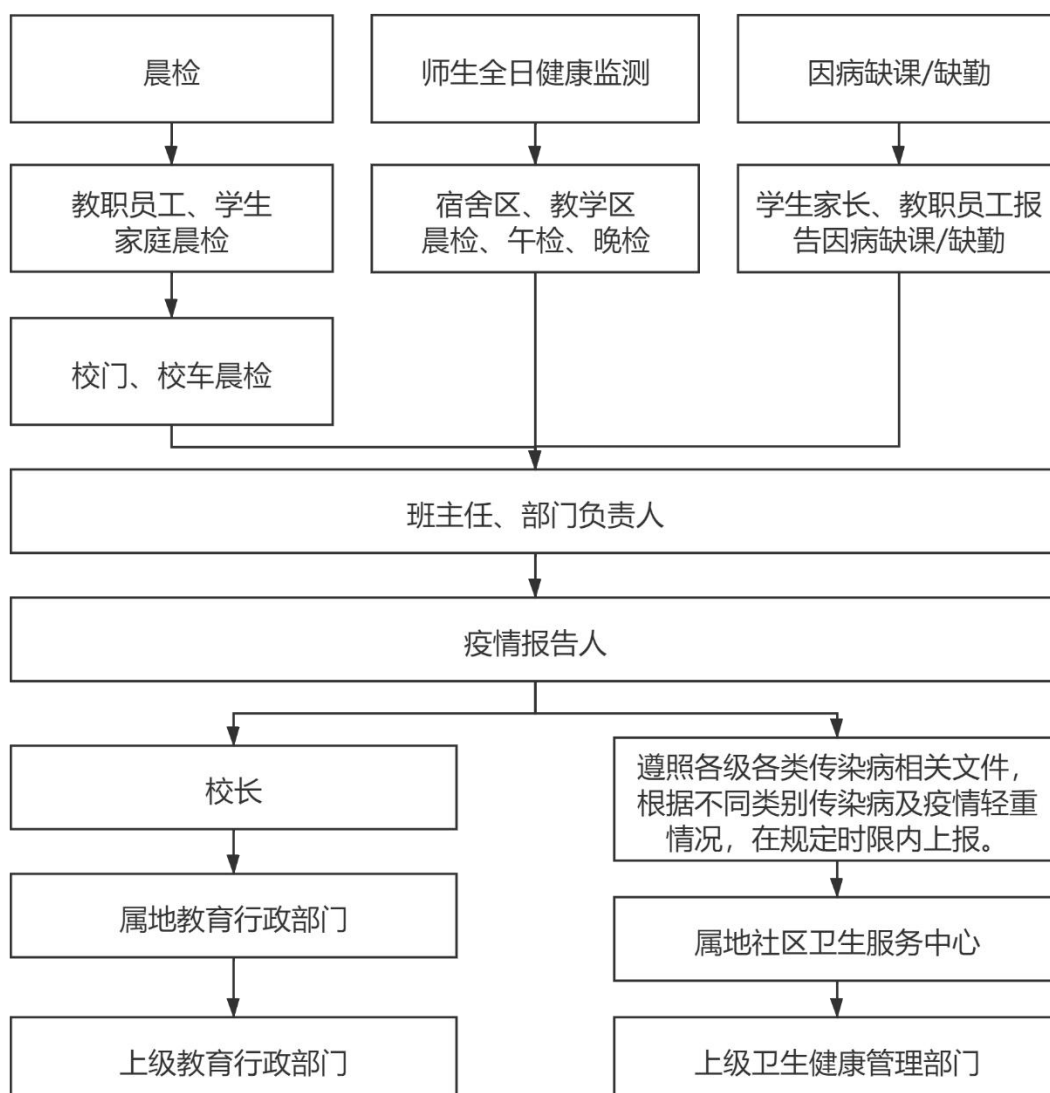 晨检
师生全日健康监测
因病缺课/缺勤
教职员工、学生
家庭晨检
宿舍区、教学区
晨检、午检、晚检
学生家长、教职员工报
告因病缺课/缺勤
校门、校车晨检
班主任、部门负责人
疫情报告人
校长
遵照各级各类传染病相关文件，
根据不同类别传染病及疫情轻重
情况，在规定时限内上报。
属地教育行政部门
属地社区卫生服务中心
上级教育行政部门
上级卫生健康管理部门